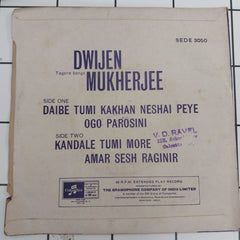 SEDE 3050
DWIJEN
Tagore Songs
MUKHERJEE
SIDE ONE
DAIBE TUMI KAKHAN NESHAI PEYE
OGO PAROSINI
SIDE TWO
KANDALE TUMI MORE
AMAR SESH RAGINIR
V. D. RAVEL
45 R.P.M. EXTENDED PLAY RECORD
THE GRAMOPHONE COMPANY OF INDIA LIMITED